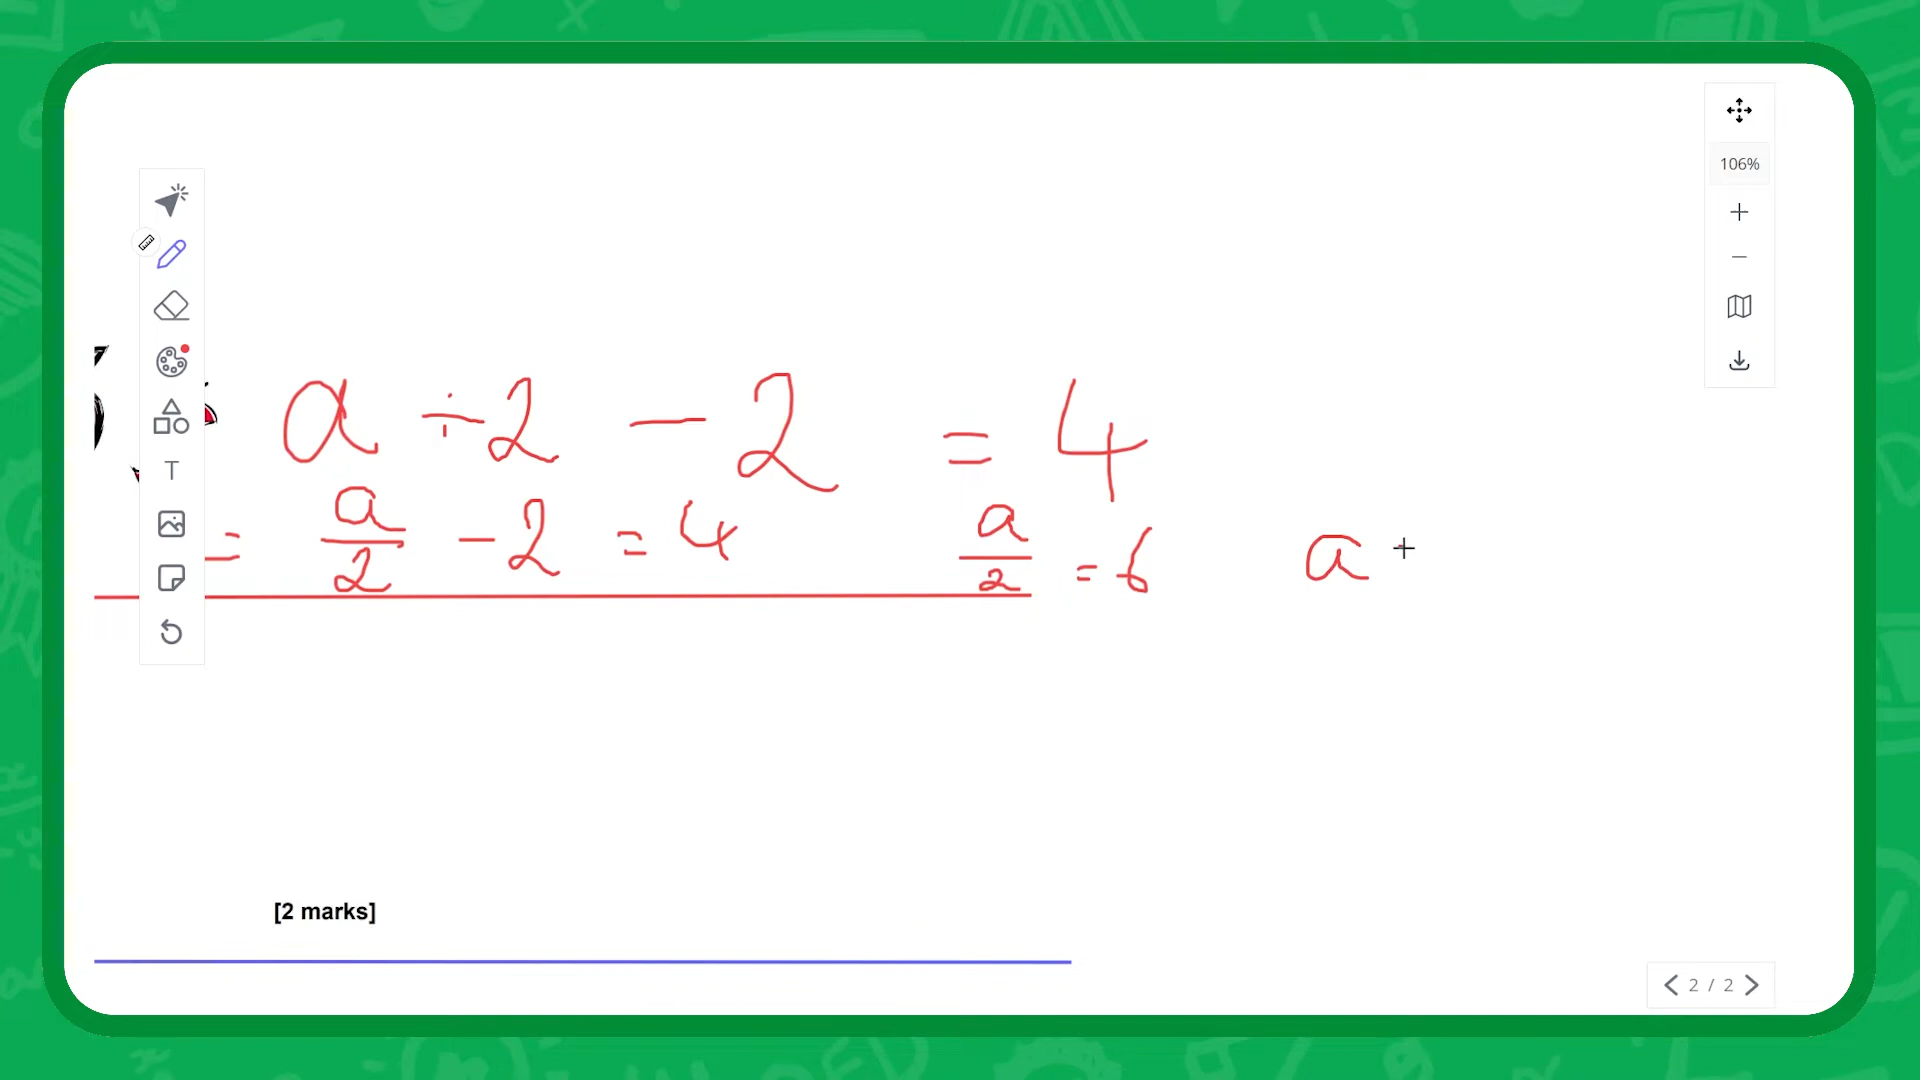 106%
a ÷ 2 - 2 = 4
= a/2 - 2 = 4
a/2 = 6
a
T
[2 marks]
2 / 2